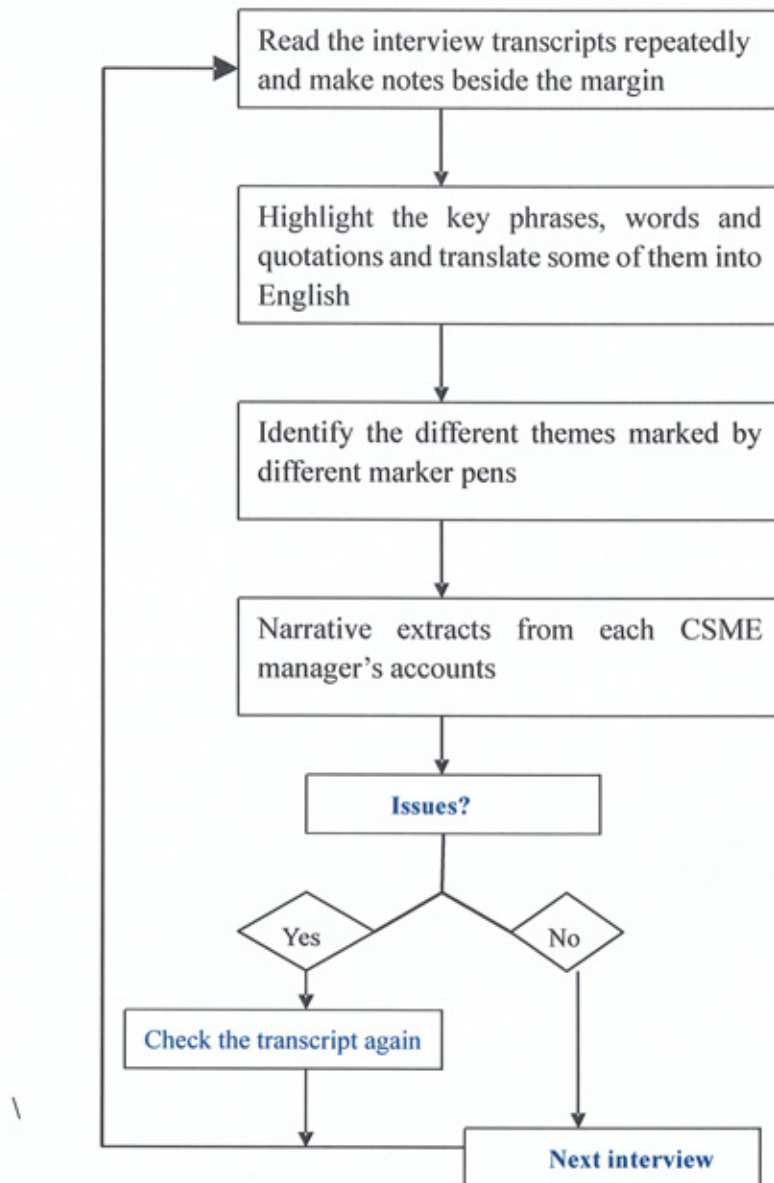 Read the interview transcripts repeatedly
and make notes beside the margin
Highlight the key phrases, words and
quotations and translate some of them into
English
Identify the different themes marked by
different marker pens
Narrative extracts from each CSME
manager's accounts
Issues?
Yes
No
Check the transcript again
\
Next interview